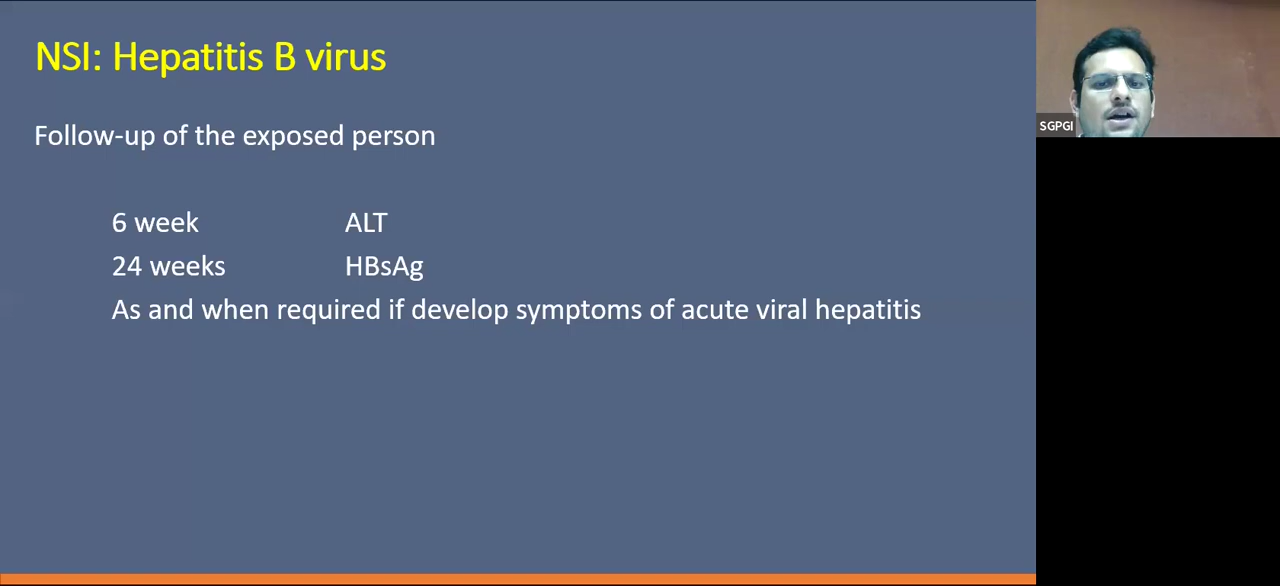 NSI: Hepatitis B virus
Follow-up of the exposed person
6 week ALT
24 weeks HBsAg
As and when required if develop symptoms of acute viral hepatitis
SGPGI